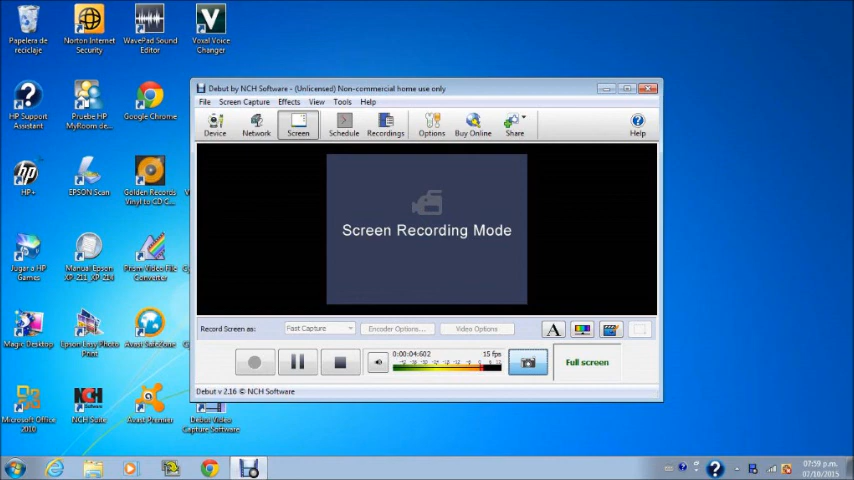 Papelera de
reciclaje
Norton Internet
Security
WavePad Sound
Editor
Voxal Voice
Changer
HP Support
Assistant
Pruebe HP
MyRoom de...
Google Chrome
HP+
EPSON Scan
Golden Records
Vinyl to CD C...
Jugar a HP
Games
Manual Epson
Prism Video File
Converter
Magic Desktop
Epson Easy Photo
Print
Avast SafeZone
Microsoft Office
2010
NCH
NCH Suite
Avast Premier
Debut Video
Capture Software
Debut by NCH Software - (Unlicensed) Non-commercial home use only
File Screen Capture Effects View Tools Help
Device Network Screen Schedule Recordings Options Buy Online Share Help
Screen Recording Mode
Record Screen as: Fast Capture Encoder Options... Video Options
A
0:00:04:602 15 fps
Full screen
Debut v 2.16 © NCH Software
07:59 p.m.
07/10/2015